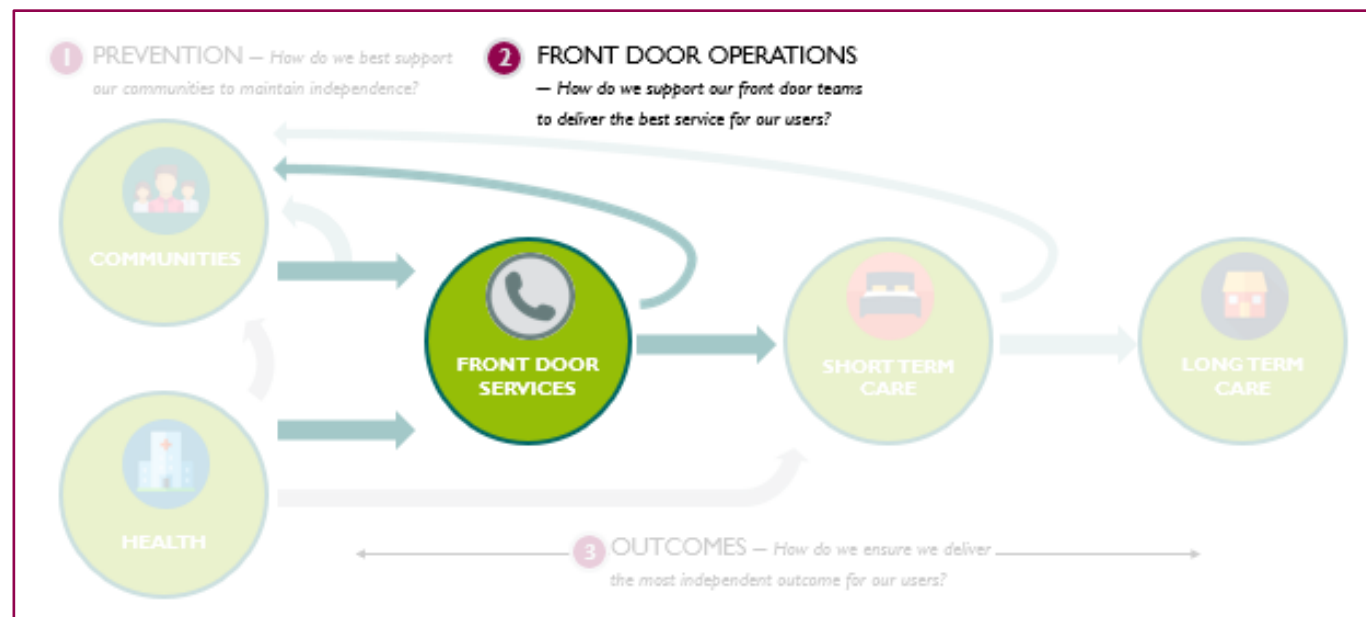 1 PREVENTION — How do we best support
our communities to maintain independence?
2 FRONT DOOR OPERATIONS
— How do we support our front door teams
to deliver the best service for our users?
COMMUNITIES
FRONT DOOR
SERVICES
SHORT TERM
CARE
LONG TERM
CARE
HEALTH
3 OUTCOMES — How do we ensure we deliver
the most independent outcome for our users?